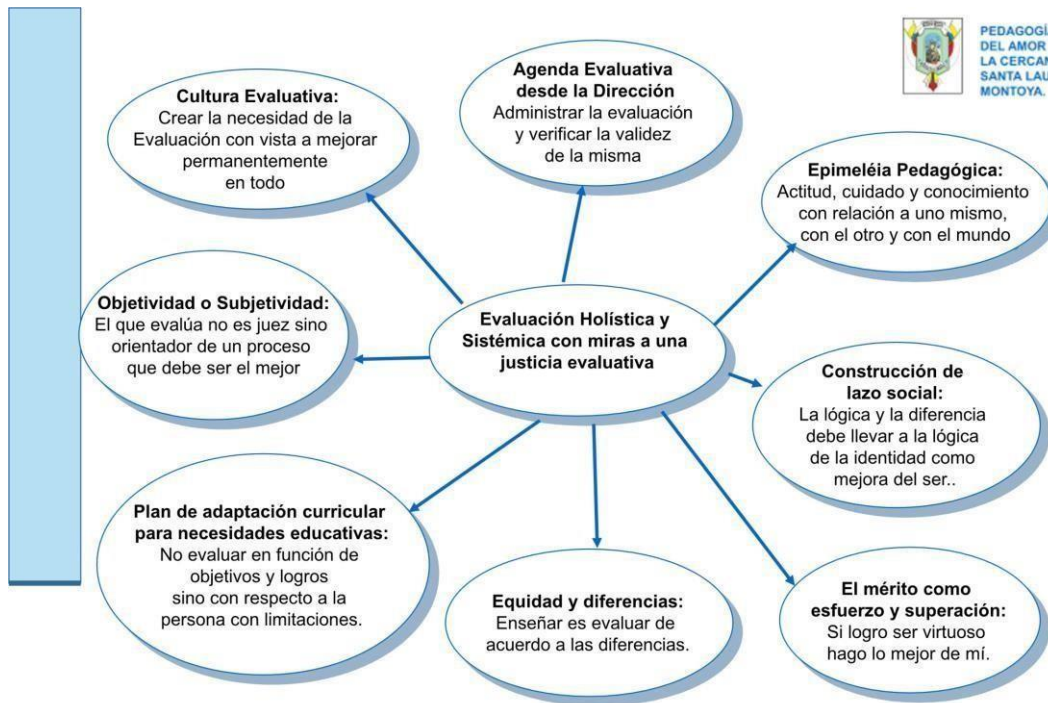 PEDAGOGÍA
DEL AMOR
LA CERCAN
SANTA LAU
MONTOYA.
Cultura Evaluativa:
Crear la necesidad de la
Evaluación con vista a mejorar
permanentemente
en todo
Agenda Evaluativa
desde la Dirección
Administrar la evaluación
y verificar la validez
de la misma
Epimeléia Pedagógica:
Actitud, cuidado y conocimiento
con relación a uno mismo,
con el otro y con el mundo
Objetividad o Subjetividad:
El que evalúa no es juez sino
orientador de un proceso
que debe ser el mejor
Evaluación Holística y
Sistémica con miras a una
justicia evaluativa
Construcción de
lazo social:
La lógica y la diferencia
debe llevar a la lógica
de la identidad como
mejora del ser..
Plan de adaptación curricular
para necesidades educativas:
No evaluar en función de
objetivos y logros
sino con respecto a la
persona con limitaciones.
Equidad y diferencias:
Enseñar es evaluar de
acuerdo a las diferencias.
El mérito como
esfuerzo y superación:
Si logro ser virtuoso
hago lo mejor de mí.